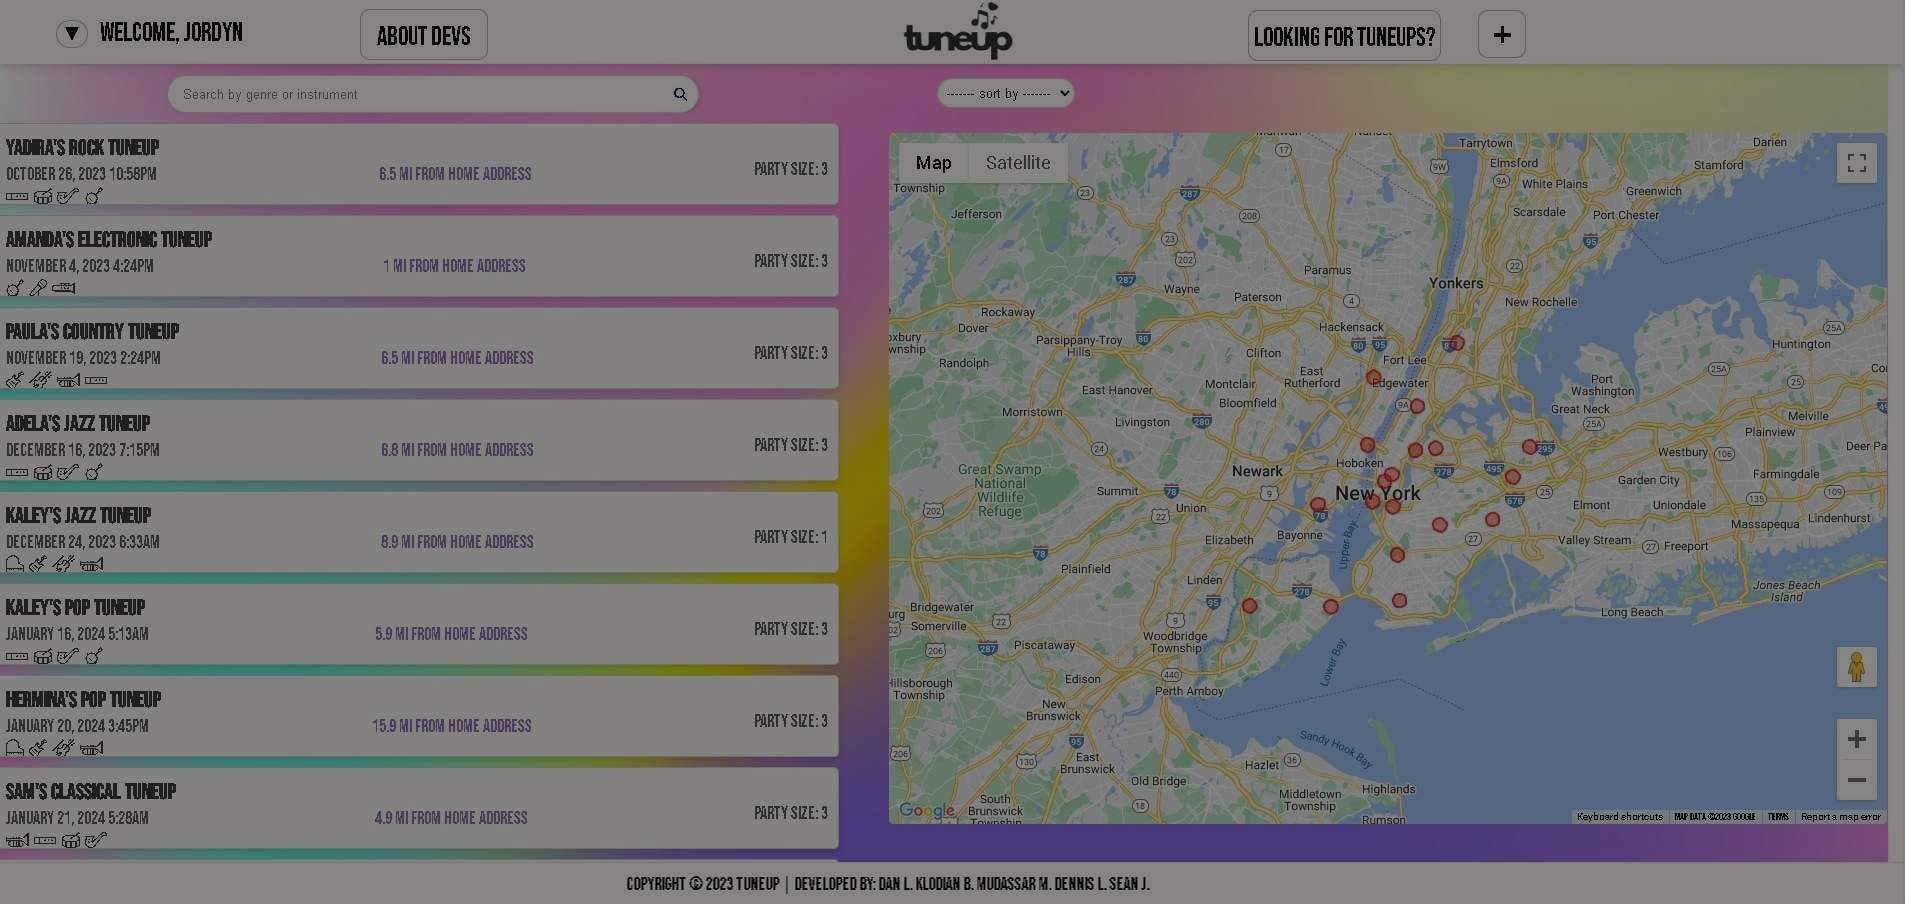 WELCOME, JORDYN
ABOUT DEVS
tuneup
LOOKING FOR TUNEUPS?
+
Search by genre or instrument
------- sort by -------
YADIRA'S ROCK TUNEUP
OCTOBER 26, 2023 10:58PM
6.5 MI FROM HOME ADDRESS
PARTY SIZE: 3
AMANDA'S ELECTRONIC TUNEUP
NOVEMBER 4, 2023 4:24PM
1 MI FROM HOME ADDRESS
PARTY SIZE: 3
PAULA'S COUNTRY TUNEUP
NOVEMBER 19, 2023 2:24PM
6.5 MI FROM HOME ADDRESS
PARTY SIZE: 3
ADELA'S JAZZ TUNEUP
DECEMBER 16, 2023 7:15PM
6.8 MI FROM HOME ADDRESS
PARTY SIZE: 3
KALEY'S JAZZ TUNEUP
DECEMBER 24, 2023 6:33AM
8.9 MI FROM HOME ADDRESS
PARTY SIZE: 1
KALEY'S POP TUNEUP
JANUARY 16, 2024 5:13AM
5.9 MI FROM HOME ADDRESS
PARTY SIZE: 3
HERMINA'S POP TUNEUP
JANUARY 20, 2024 3:45PM
15.9 MI FROM HOME ADDRESS
PARTY SIZE: 3
SAM'S CLASSICAL TUNEUP
JANUARY 21, 2024 5:28AM
4.9 MI FROM HOME ADDRESS
PARTY SIZE: 3
Map
Satellite
Township
Jefferson
Tarrytown
Elmsford
White Plains
Darien
Stamford
Greenwich
Scarsdale
Port Chester
Paramus
Yonkers
Wayne
Paterson
New Rochelle
Rockaway
Dover
Hackensack
Parsippany-Troy
Hills
Randolph
Clifton
Fort Lee
Huntington
East
Rutherford
Edgewater
Port
Washington
East Hanover
Montclair
Bloomfield
Morristown
Great Neck
Melville
Livingston
Plainview
Hoboken
Westbury
Great Swamp
National
Wildlife
Refuge
Newark
Farmingdale
Summit
New York
Garden City
Union
Elmont
Uniondale
Massapequa
Lindenhurst
Elizabeth
Bayonne
Upper Bay
Valley Stream
Freeport
Plainfield
Linden
Jones Beach
Island
Bridgewater
Long Beach
Somerville
Woodbridge
Township
Piscataway
Lower Bay
Hillsborough
Township
Edison
Perth Amboy
New
Brunswick
Sandy Hook Bay
East
Brunswick
Hazlet
Old Bridge
Highlands
South
Brunswick
Township
Middletown
Township
Rumson
Google
Keyboard shortcuts
MAP DATA ©2023 GOOGLE
TERMS
Report a map error
COPYRIGHT © 2023 TUNEUP | DEVELOPED BY: DAN L. KLODIAN B. MUDASSAR M. DENNIS L. SEAN J.